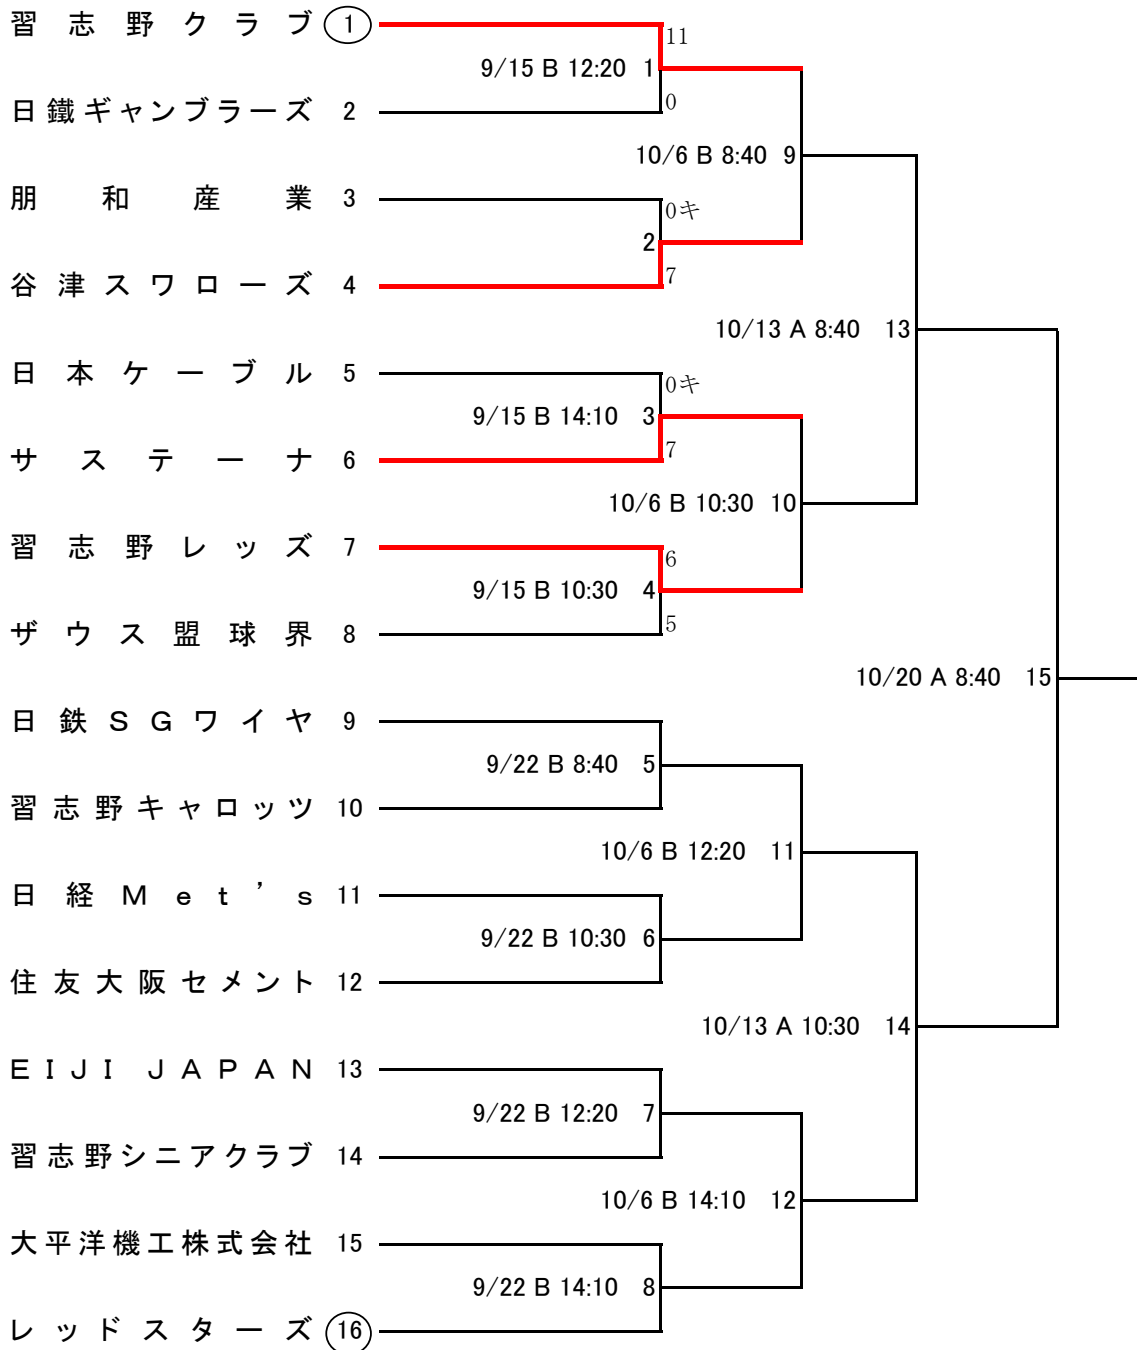 習志野クラブ 1
11
9/15 B 12:20 1
0
日鐵ギャンブラーズ 2
10/6 B 8:40 9
朋和産業 3
0キ
2
7
谷津スワローズ 4
10/13 A 8:40 13
日本ケーブル 5
0キ
9/15 B 14:10 3
7
サステーナ 6
10/6 B 10:30 10
習志野レッズ 7
6
9/15 B 10:30 4
5
ザウス盟球界 8
10/20 A 8:40 15
日鉄SGワイヤ 9
9/22 B 8:40 5
習志野キャロッツ 10
10/6 B 12:20 11
日経Met's 11
9/22 B 10:30 6
住友大阪セメント 12
10/13 A 10:30 14
EIJI JAPAN 13
9/22 B 12:20 7
習志野シニアクラブ 14
10/6 B 14:10 12
大平洋機工株式会社 15
9/22 B 14:10 8
レッドスターズ 16